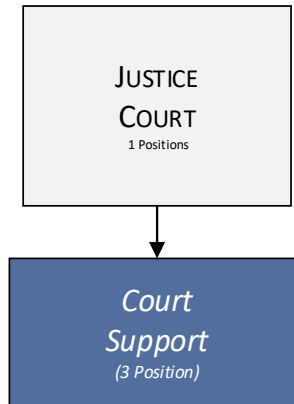 JUSTICE
COURT
1 Positions
Court
Support
(3 Position)